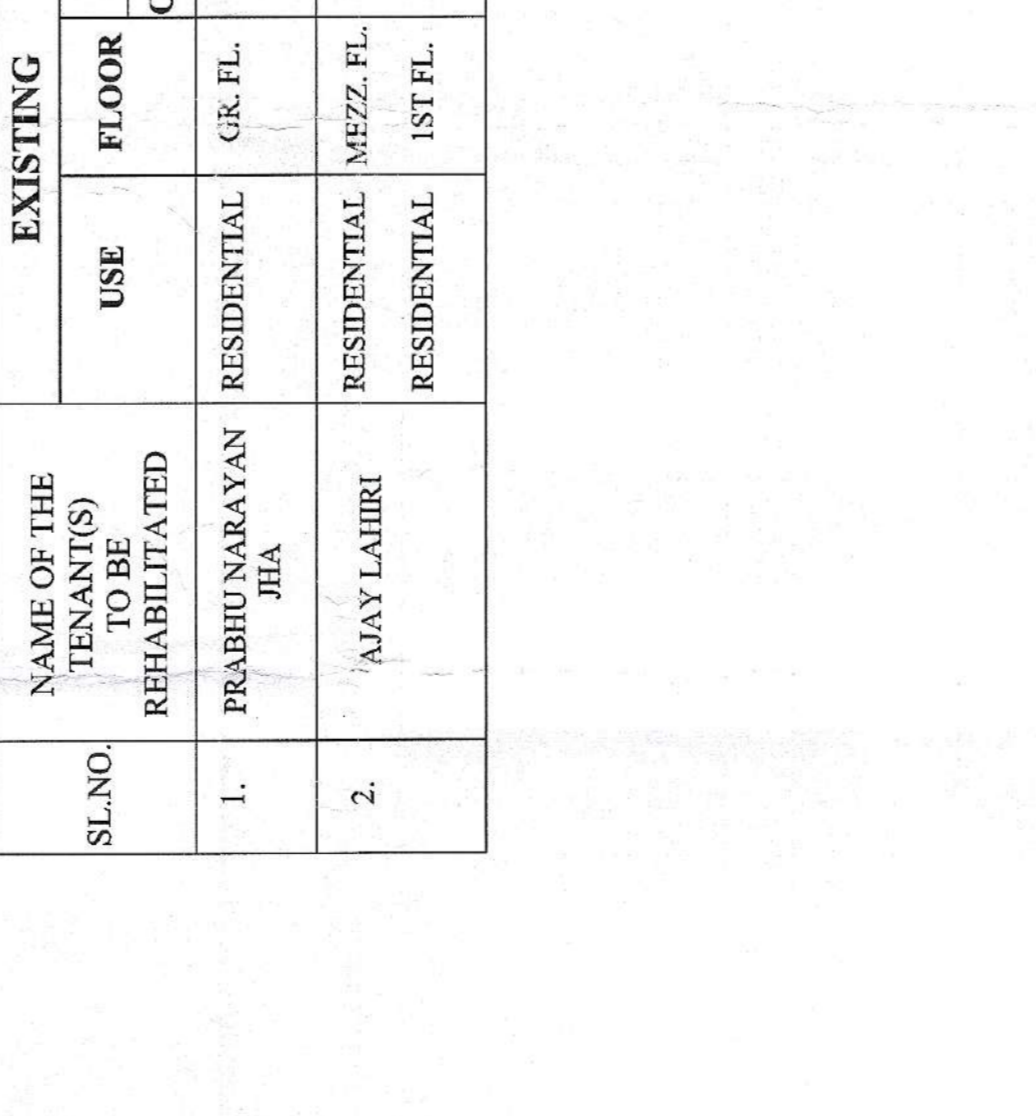 EXISTING
SL.NO.
NAME OF THE
TENANT(S)
TO BE
REHABILITATED
USE
FLOOR
1.
PRABHU NARAYAN
JHA
RESIDENTIAL
GR. FL.
2.
AJAY LAHIRI
RESIDENTIAL
MEZZ. FL.
RESIDENTIAL
1ST FL.